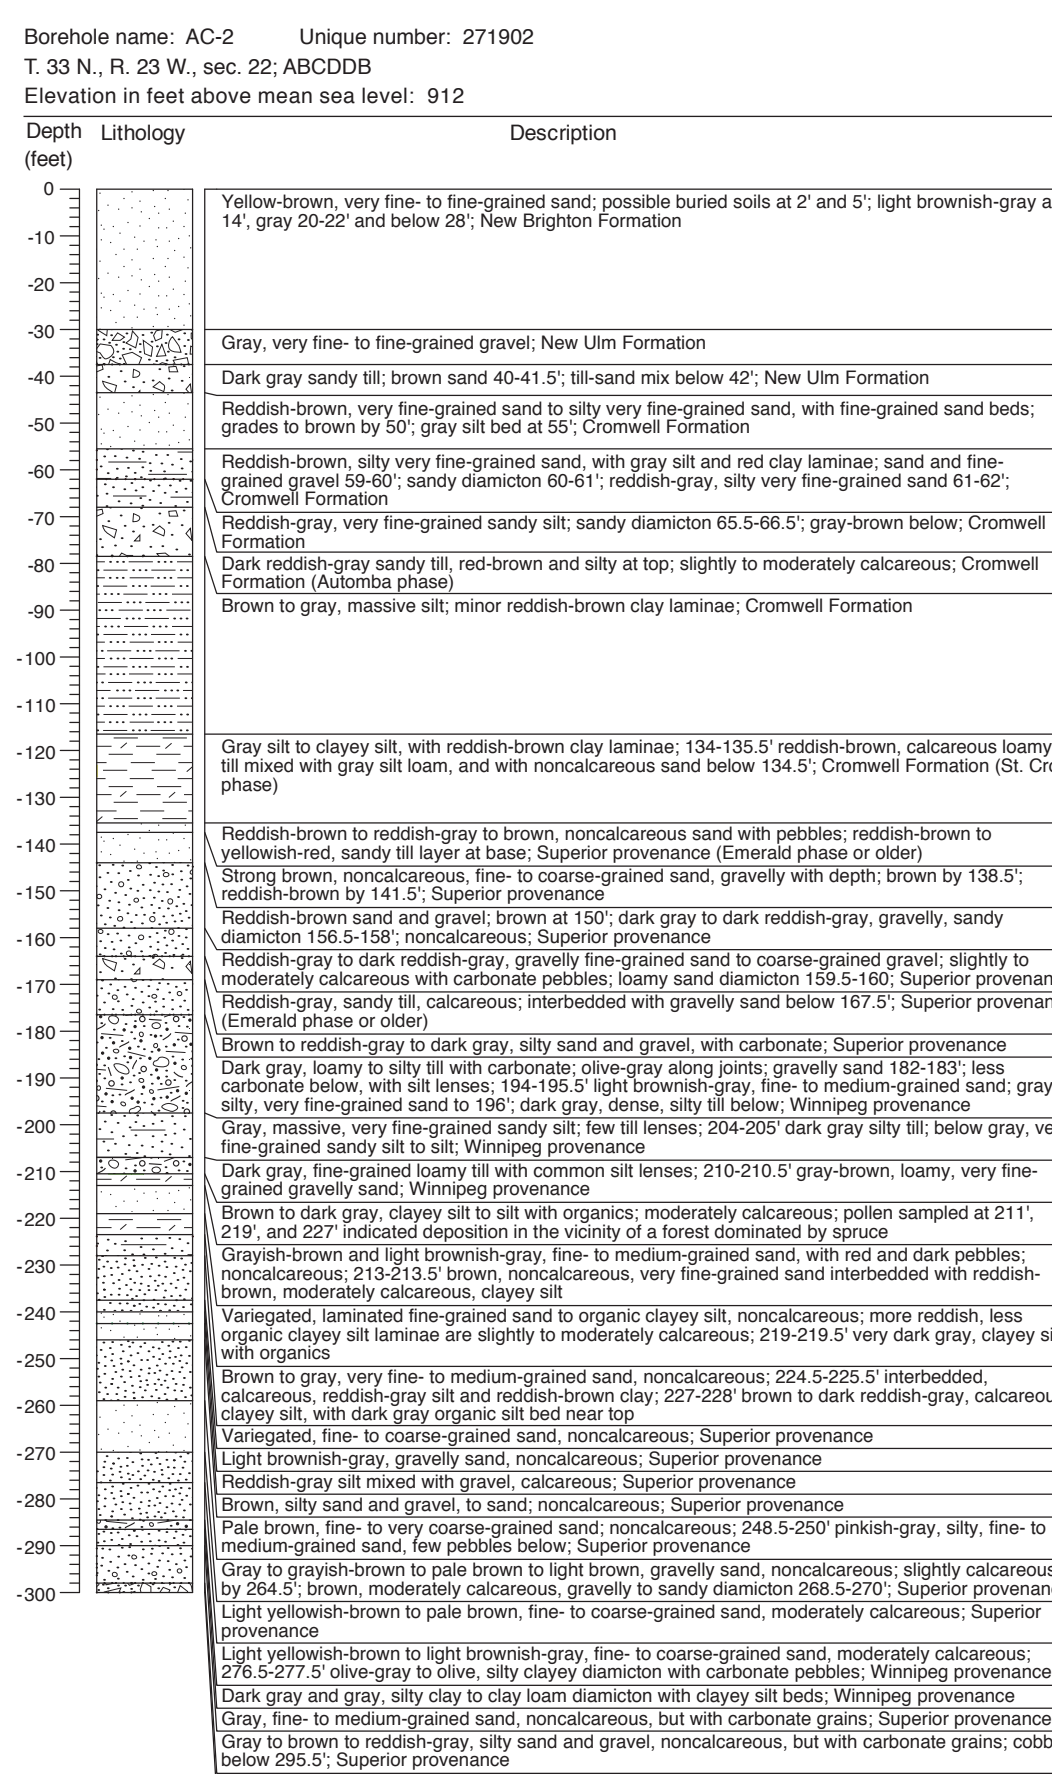 Borehole name: AC-2 Unique number: 271902
T. 33 N., R. 23 W., sec. 22; ABCDDB
Elevation in feet above mean sea level: 912
Depth Lithology Description
(feet)
0
-10
-20
-30
-40
-50
-60
-70
-80
-90
-100
-110
-120
-130
-140
-150
-160
-170
-180
-190
-200
-210
-220
-230
-240
-250
-260
-270
-280
-290
-300
Yellow-brown, very fine- to fine-grained sand; possible buried soils at 2' and 5'; light brownish-gray
14', gray 20-22' and below 28'; New Brighton Formation
Gray, very fine- to fine-grained gravel; New Ulm Formation
Dark gray sandy till; brown sand 40-41.5'; till-sand mix below 42'; New Ulm Formation
Reddish-brown, very fine-grained sand to silty very fine-grained sand, with fine-grained sand beds;
grades to brown by 50'; gray silt bed at 55'; Cromwell Formation
Reddish-brown, silty very fine-grained sand, with gray silt and red clay laminae; sand and fine-
grained gravel 59-60'; sandy diamicton 60-61'; reddish-gray, silty very fine-grained sand 61-62';
Cromwell Formation
Reddish-gray, very fine-grained sandy silt; sandy diamicton 65.5-66.5'; gray-brown below; Cromwell
Formation
Dark reddish-gray sandy till, red-brown and silty at top; slightly to moderately calcareous; Cromwell
Formation (Automba phase)
Brown to gray, massive silt; minor reddish-brown clay laminae; Cromwell Formation
Gray silt to clayey silt, with reddish-brown clay laminae; 134-135.5' reddish-brown, calcareous loamy
till mixed with gray silt loam, and with noncalcareous sand below 134.5'; Cromwell Formation (St.
phase)
Reddish-brown to reddish-gray to brown, noncalcareous sand with pebbles; reddish-brown to
yellowish-red, sandy till layer at base; Superior provenance (Emerald phase or older)
Strong brown, noncalcareous, fine- to coarse-grained sand, gravelly with depth; brown by 138.5';
reddish-brown by 141.5'; Superior provenance
Reddish-brown sand and gravel; brown at 150'; dark gray to dark reddish-gray, gravelly, sandy
diamicton 156.5-158'; noncalcareous; Superior provenance
Reddish-gray to dark reddish-gray, gravelly fine-grained sand to coarse-grained gravel; slightly to
moderately calcareous with carbonate pebbles; loamy sand diamicton 159.5-160; Superior
Reddish-gray, sandy till, calcareous; interbedded with gravelly sand below 167.5'; Superior
(Emerald phase or older)
Brown to reddish-gray to dark gray, silty sand and gravel, with carbonate; Superior provenance
Dark gray, loamy to silty till with carbonate; olive-gray along joints; gravelly sand 182-183'; less
carbonate below, with silt lenses; 194-195.5' light brownish-gray, fine- to medium-grained sand; gray
silty, very fine-grained sand to 196'; dark gray, dense, silty till below; Winnipeg provenance
Gray, massive, very fine-grained sandy silt; few till lenses; 204-205' dark gray silty till; below gray,
fine-grained sandy silt to silt; Winnipeg provenance
Dark gray, fine-grained loamy till with common silt lenses; 210-210.5' gray-brown, loamy, very fine-
grained gravelly sand; Winnipeg provenance
Brown to dark gray, clayey silt to silt with organics; moderately calcareous; pollen sampled at 211',
219', and 227' indicated deposition in the vicinity of a forest dominated by spruce
Grayish-brown and light brownish-gray, fine- to medium-grained sand, with red and dark pebbles;
noncalcareous; 213-213.5' brown, noncalcareous, very fine-grained sand interbedded with reddish-
brown, moderately calcareous, clayey silt
Variegated, laminated fine-grained sand to organic clayey silt, noncalcareous; more reddish, less
organic clayey silt laminae are slightly to moderately calcareous; 219-219.5' very dark gray, clayey
with organics
Brown to gray, very fine- to medium-grained sand, noncalcareous; 224.5-225.5' interbedded,
calcareous, reddish-gray silt and reddish-brown clay; 227-228' brown to dark reddish-gray,
clayey silt, with dark gray organic silt bed near top
Variegated, fine- to coarse-grained sand, noncalcareous; Superior provenance
Light brownish-gray, gravelly sand, noncalcareous; Superior provenance
Reddish-gray silt mixed with gravel, calcareous; Superior provenance
Brown, silty sand and gravel, to sand; noncalcareous; Superior provenance
Pale brown, fine- to very coarse-grained sand; noncalcareous; 248.5-250' pinkish-gray, silty, fine- to
medium-grained sand, few pebbles below; Superior provenance
Gray to grayish-brown to pale brown to light brown, gravelly sand, noncalcareous; slightly calcareous
by 264.5'; brown, moderately calcareous, gravelly to sandy diamicton 268.5-270'; Superior
Light yellowish-brown to pale brown, fine- to coarse-grained sand, moderately calcareous; Superior
provenance
Light yellowish-brown to light brownish-gray, fine- to coarse-grained sand, moderately calcareous;
276.5-277.5' olive-gray to olive, silty clayey diamicton with carbonate pebbles; Winnipeg provenance
Dark gray and gray, silty clay to clay loam diamicton with clayey silt beds; Winnipeg provenance
Gray, fine- to medium-grained sand, noncalcareous, but with carbonate grains; Superior provenance
Gray to brown to reddish-gray, silty sand and gravel, noncalcareous, but with carbonate grains;
below 295.5'; Superior provenance